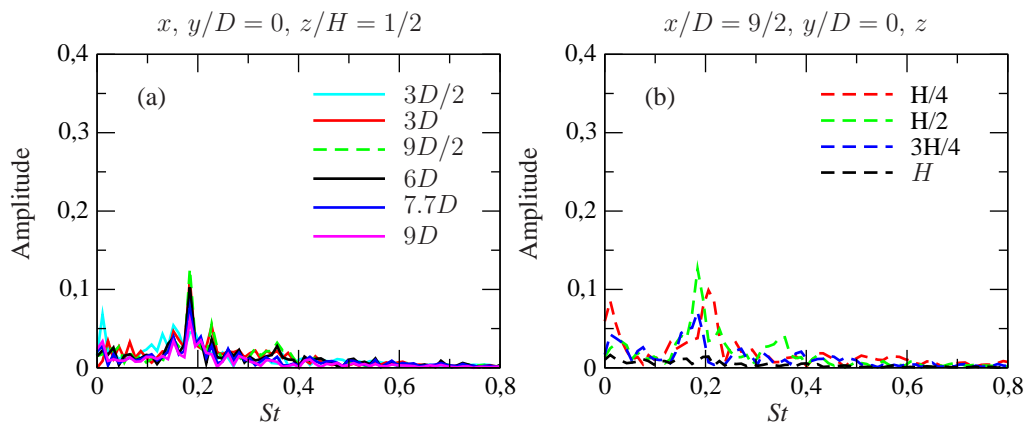 x, y/D = 0, z/H = 1/2
0,4
0,3
0,2
0,1
0
Amplitude
(a)
3D/2
3D
9D/2
6D
7.7D
9D
0 0,2 0,4 0,6 0,8
St
x/D = 9/2, y/D = 0, z
0,4
0,3
0,2
0,1
0
Amplitude
(b)
H/4
H/2
3H/4
H
0 0,2 0,4 0,6 0,8
St